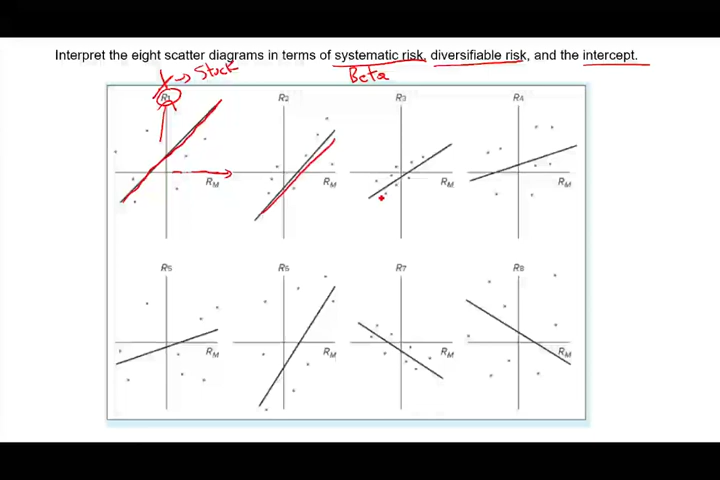 Interpret the eight scatter diagrams in terms of systematic risk, diversifiable risk, and the intercept.
Stock
Beta
R1 R2 R3 RA
RM RM RM RM
R5 R6 R7 R8
RM RM RM RM